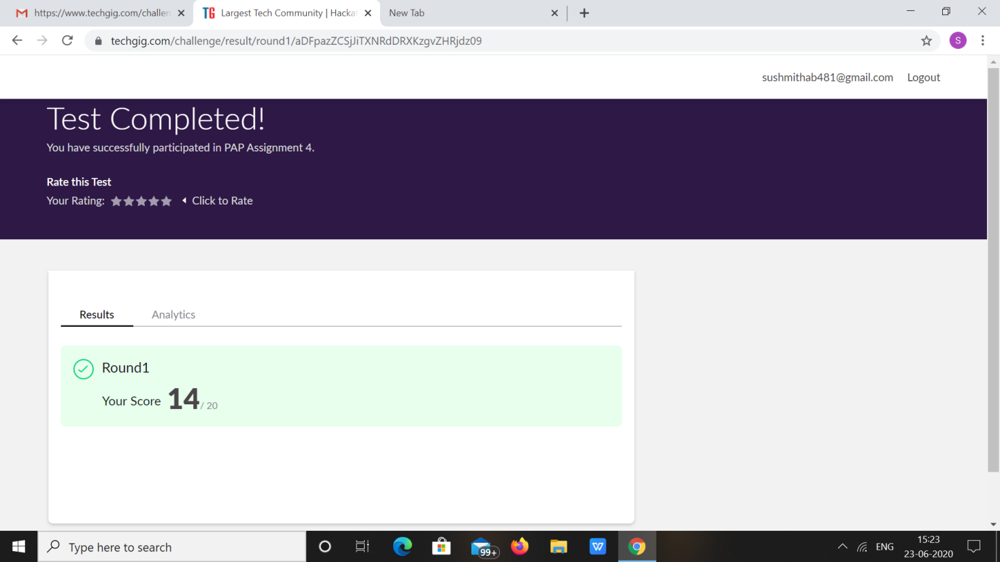 https://www.techgig.com/challen
TG Largest Tech Community | Hacka
New Tab
techgig.com/challenge/result/round1/aDFpazZCSjJiTXNRdDRXKzgvZHRjdz09
S
sushmithab481@gmail.com Logout
Test Completed!
You have successfully participated in PAP Assignment 4.
Rate this Test
Your Rating: Click to Rate
Results Analytics
Round1
Your Score 14 / 20
Type here to search
99+
W
ENG
15:23
23-06-2020